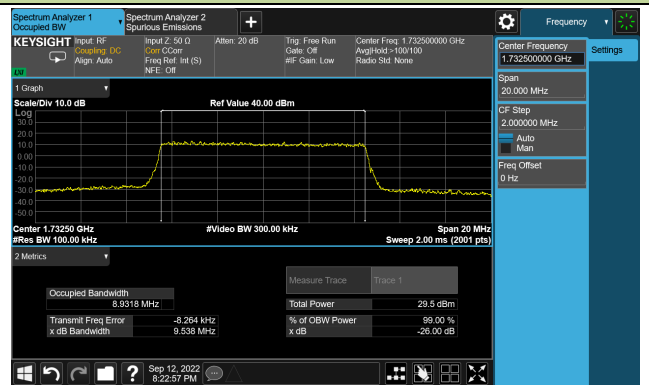 Spectrum Analyzer 1
Occupied BW
Spectrum Analyzer 2
Spurious Emissions
+
Frequency
KEYSIGHT
Input: RF
Coupling: DC
Align: Auto
Input Z: 50 Ω
Corr CCorr
Freq Ref: Int (S)
NFE: Off
Atten: 20 dB
Trig: Free Run
Gate: Off
#IF Gain: Low
Center Freq: 1.732500000 GHz
Avg|Hold:>100/100
Radio Std: None
Center Frequency
1.732500000 GHz
Settings
Span
20.000 MHz
CF Step
2.000000 MHz
Auto
Man
Freq Offset
0 Hz
1 Graph
Scale/Div 10.0 dB
Ref Value 40.00 dBm
Log
30.0
20.0
10.0
0.00
-10.0
-20.0
-30.0
-40.0
-50.0
Center 1.73250 GHz
#Video BW 300.00 kHz
Span 20 MHz
#Res BW 100.00 kHz
Sweep 2.00 ms (2001 pts)
2 Metrics
Measure Trace
Trace 1
Occupied Bandwidth
8.9318 MHz
Total Power
29.5 dBm
Transmit Freq Error
-8.264 kHz
% of OBW Power
99.00 %
x dB Bandwidth
9.538 MHz
x dB
-26.00 dB
?
Sep 12, 2022
8:22:57 PM